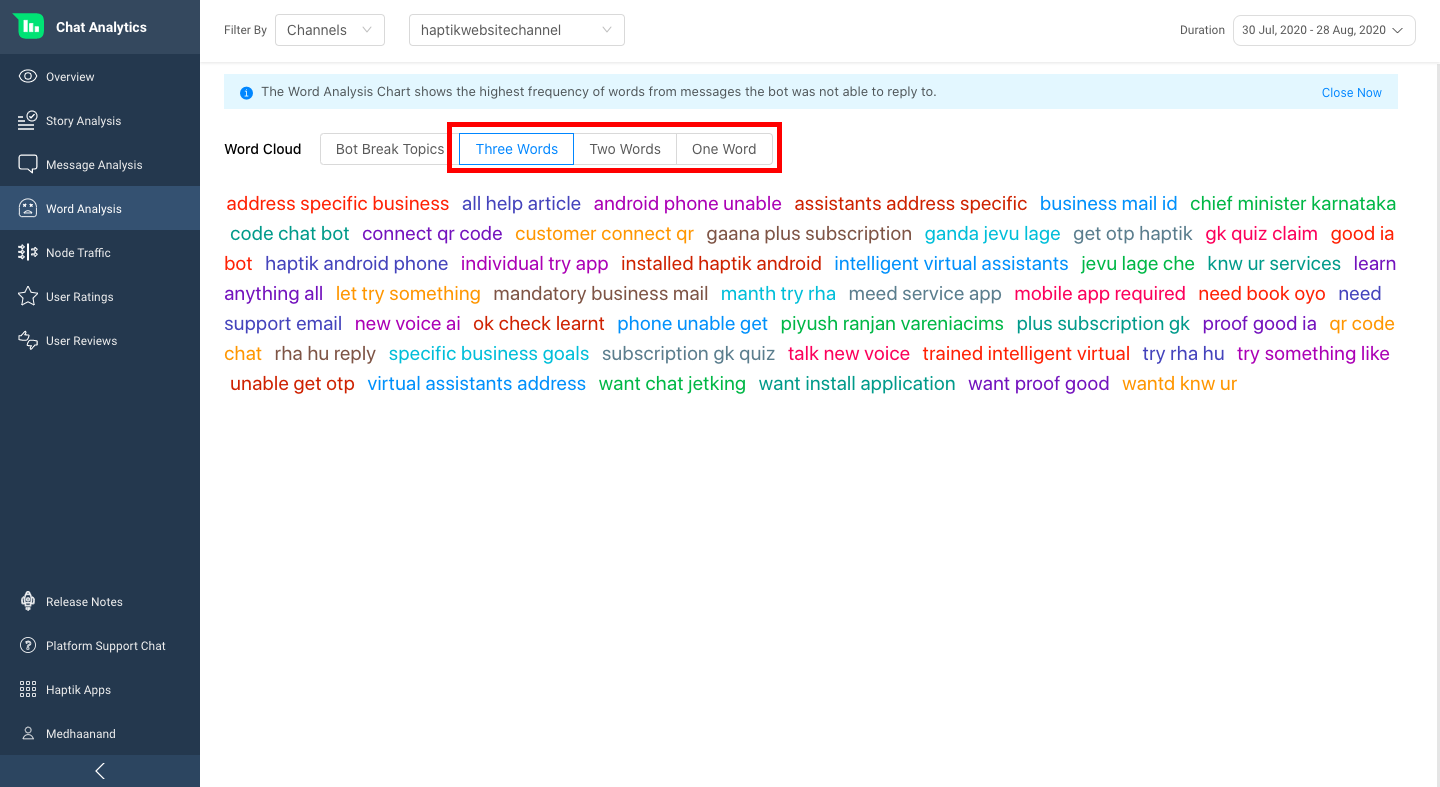 Chat Analytics
Filter By
Channels
haptikwebsitechannel
Duration
30 Jul, 2020 - 28 Aug, 2020
Overview
Story Analysis
Message Analysis
Word Analysis
Node Traffic
User Ratings
User Reviews
Release Notes
Platform Support Chat
Haptik Apps
Medhaanand
The Word Analysis Chart shows the highest frequency of words from messages the bot was not able to reply to.
Close Now
Word Cloud
Bot Break Topics
Three Words
Two Words
One Word
address specific business all help article android phone unable assistants address specific business mail id chief minister karnataka
code chat bot connect qr code customer connect qr gaana plus subscription ganda jevu lage get otp haptik gk quiz claim good ia
bot haptik android phone individual try app installed haptik android intelligent virtual assistants jevu lage che knw ur services learn
anything all let try something mandatory business mail manth try rha meed service app mobile app required need book oyo need
support email new voice ai ok check learnt phone unable get piyush ranjan vareniacims plus subscription gk proof good ia qr code
chat rha hu reply specific business goals subscription gk quiz talk new voice trained intelligent virtual try rha hu try something like
unable get otp virtual assistants address want chat jetking want install application want proof good wantd knw ur